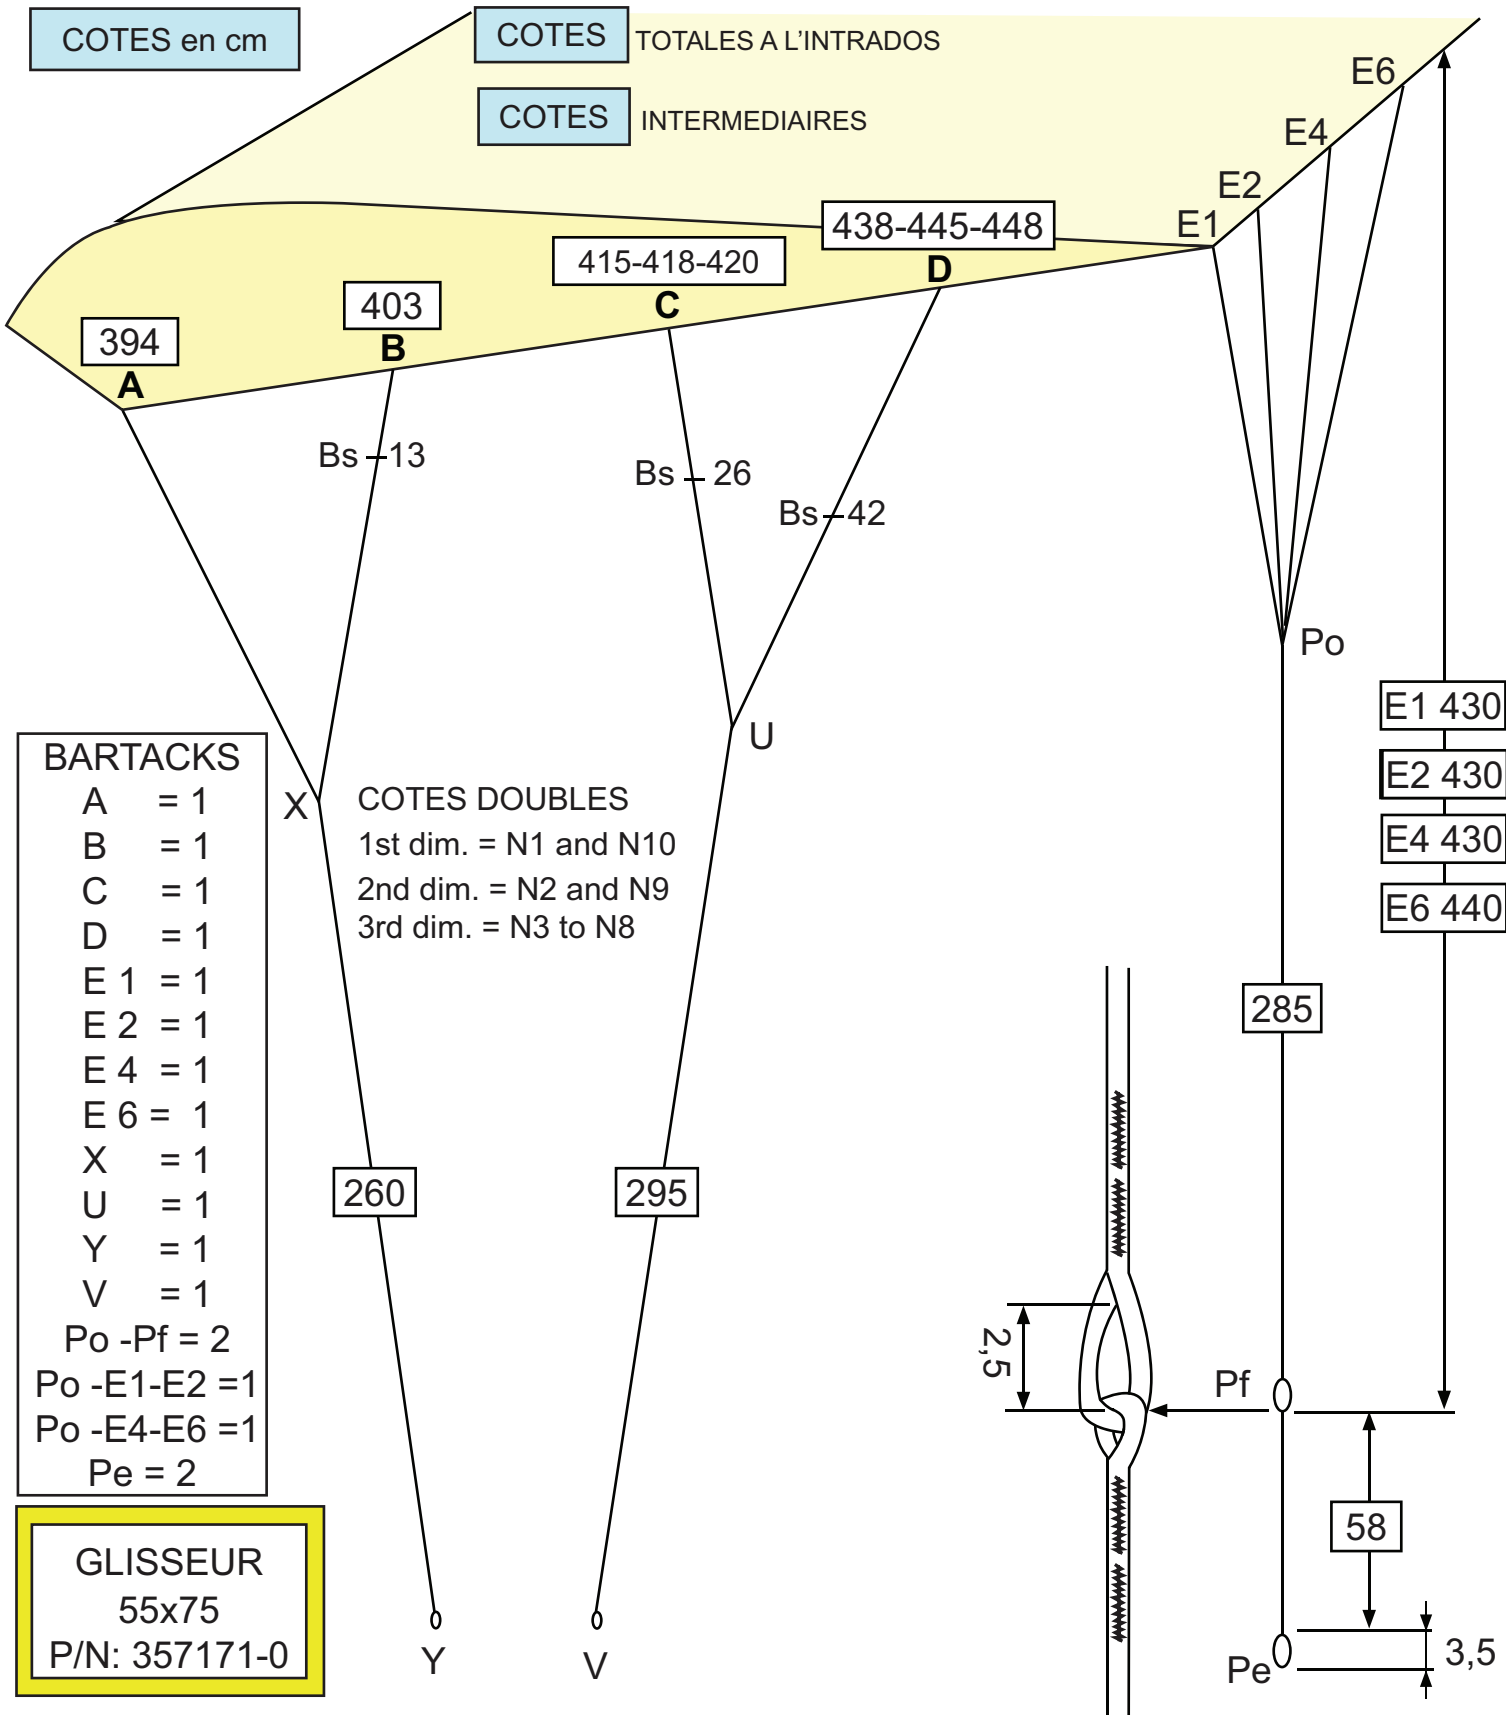 COTES en cm
COTES TOTALES A L'INTRADOS
COTES INTERMEDIAIRES
E6
E4
E2
E1
438-445-448
D
415-418-420
C
403
B
394
A
Bs 13
Bs 26
Bs 42
Po
U
X
E1 430
E2 430
E4 430
E6 440
BARTACKS
A = 1
B = 1
C = 1
D = 1
E 1 = 1
E 2 = 1
E 4 = 1
E 6 = 1
X = 1
U = 1
Y = 1
V = 1
Po -Pf = 2
Po -E1-E2 =1
Po -E4-E6 =1
Pe = 2
COTES DOUBLES
1st dim. = N1 and N10
2nd dim. = N2 and N9
3rd dim. = N3 to N8
285
260
295
2,5
Pf
58
GLISSEUR
55x75
P/N: 357171-0
Y
V
Pe
3,5